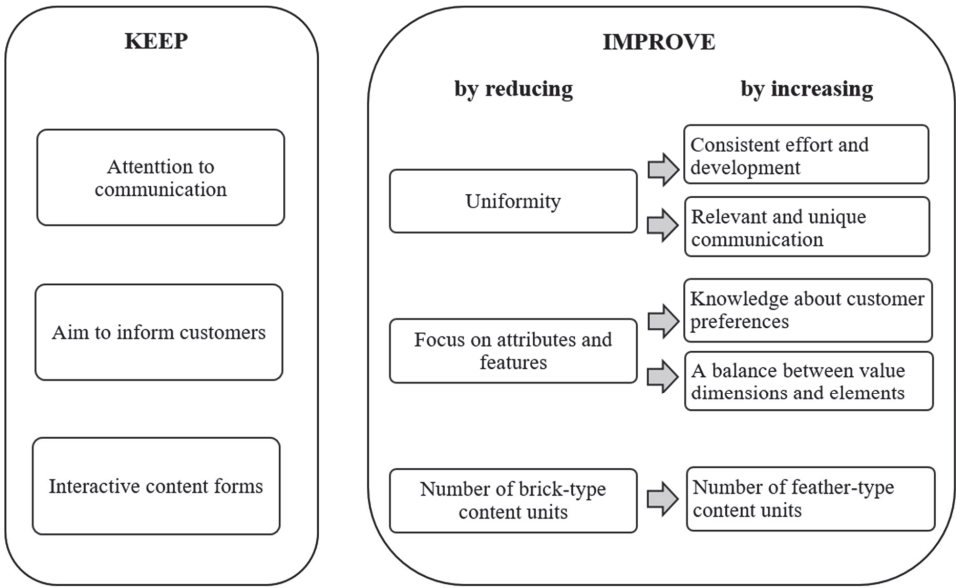 KEEP
Attenttion to
communication
Aim to inform customers
Interactive content forms
IMPROVE
by reducing
by increasing
Uniformity
Consistent effort and
development
Relevant and unique
communication
Focus on attributes and
features
Knowledge about customer
preferences
A balance between value
dimensions and elements
Number of brick-type
content units
Number of feather-type
content units